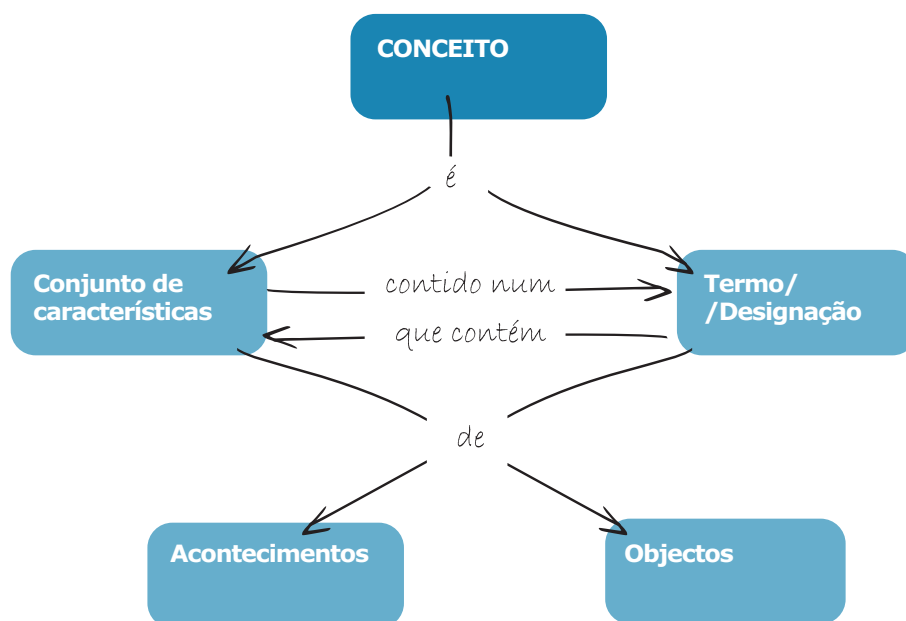 CONCEITO
é
Conjunto de
características
contido num
que contém
Termo/
/Designação
de
Acontecimentos
Objectos